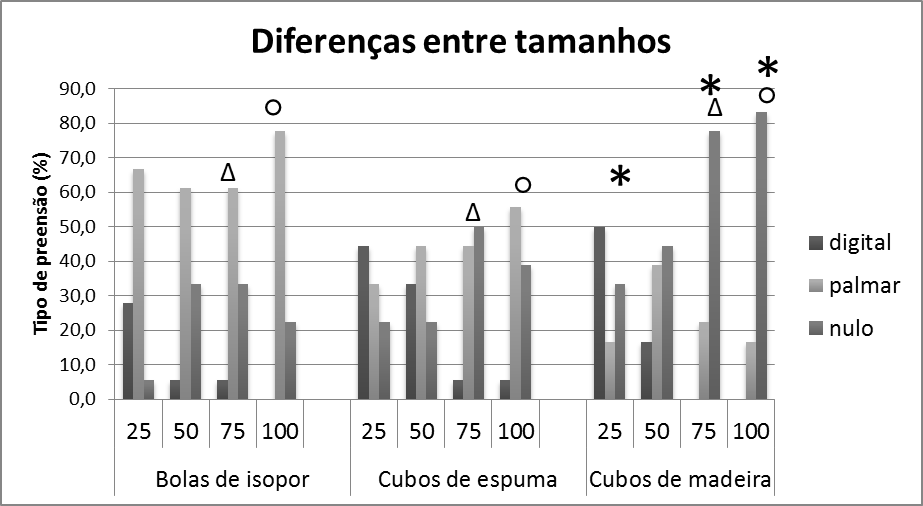 Diferenças entre tamanhos
Tipo de preensão (%)
90,0
80,0
70,0
60,0
50,0
40,0
30,0
20,0
10,0
0,0
* *
Δ Δ Δ
O O O
*
25 50 75 100 25 50 75 100 25 50 75 100
Bolas de isopor Cubos de espuma Cubos de madeira
digital
palmar
nulo